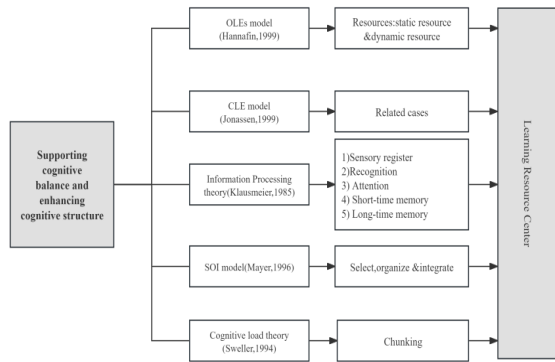 Supporting
cognitive
balance and
enhancing
cognitive structure
OLEs model
(Hannafin,1999)
Resources:static resource
&dynamic resource
CLE model
(Jonassen,1999)
Related cases
Information Processing
theory(Klausmeier,1985)
1)Sensory register
2)Recognition
3) Attention
4) Short-time memory
5) Long-time memory
SOI model(Mayer,1996)
Select,organize &integrate
Cognitive load theory
(Sweller,1994)
Chunking
Learning Resource Center